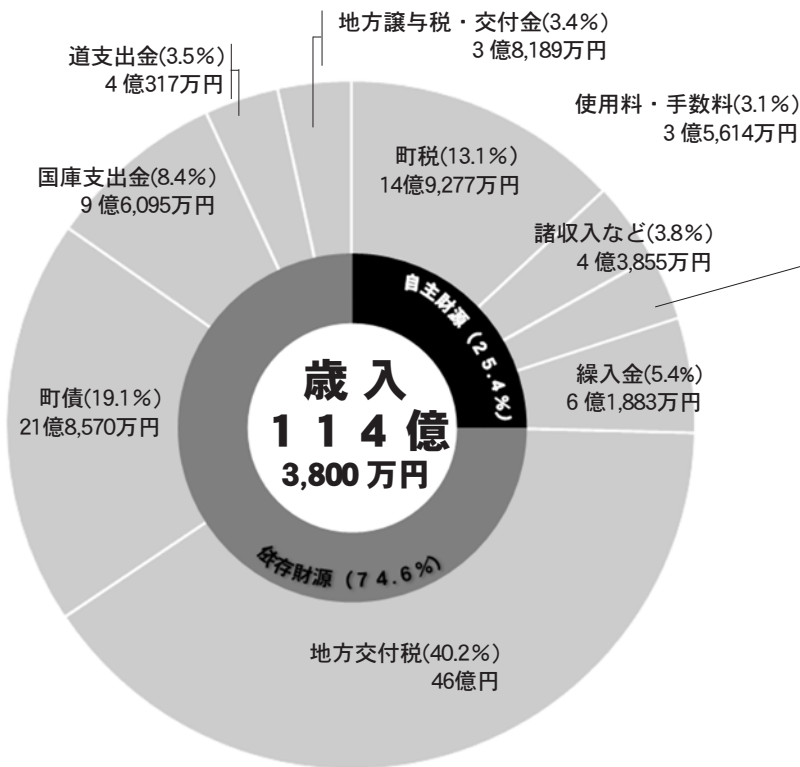 地方譲与税・交付金(3.4%)
3 億8,189万円
道支出金(3.5%)
4 億317万円
使用料・手数料(3.1%)
3 億5,614万円
町税(13.1%)
14億9,277万円
国庫支出金(8.4%)
9 億6,095万円
諸収入など(3.8%)
4 億3,855万円
自主財源(25.4%)
繰入金(5.4%)
6 億1,883万円
歳 入
1 1 4 億
3,800 万円
町債(19.1%)
21億8,570万円
依存財源(74.6%)
地方交付税(40.2%)
46億円